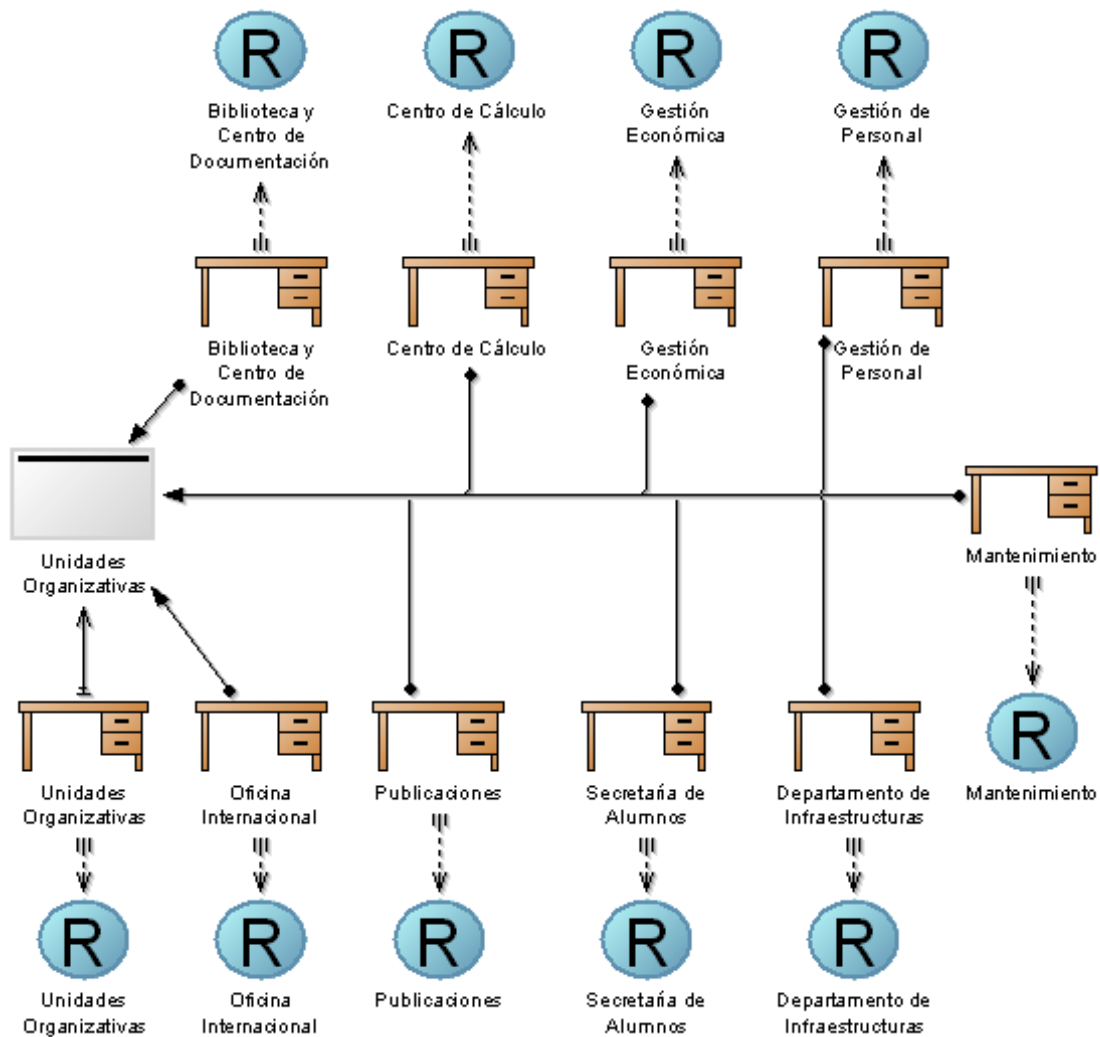 R
R
R
R
Biblioteca y
Centro de
Documentación
Centro de Cálculo
Gestión
Económica
Gestión de
Personal
Biblioteca y
Centro de
Documentación
Centro de Cálculo
Gestión
Económica
Gestión de
Personal
Unidades
Organizativas
Mantenimiento
R
Mantenimiento
Unidades
Organizativas
Oficina
Internacional
Publicaciones
Secretaría de
Alumnos
Departamento de
Infraestructuras
R
R
R
R
R
Unidades
Organizativas
Oficina
Internacional
Publicaciones
Secretaría de
Alumnos
Departamento de
Infraestructuras